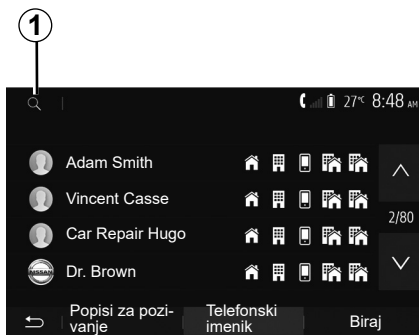 1
27°C 8:48 AM
Adam Smith
Vincent Casse
2/80
Car Repair Hugo
NISSAN Dr. Brown
Popisi za pozi-
vanje
Telefonski
imenik
Biraj